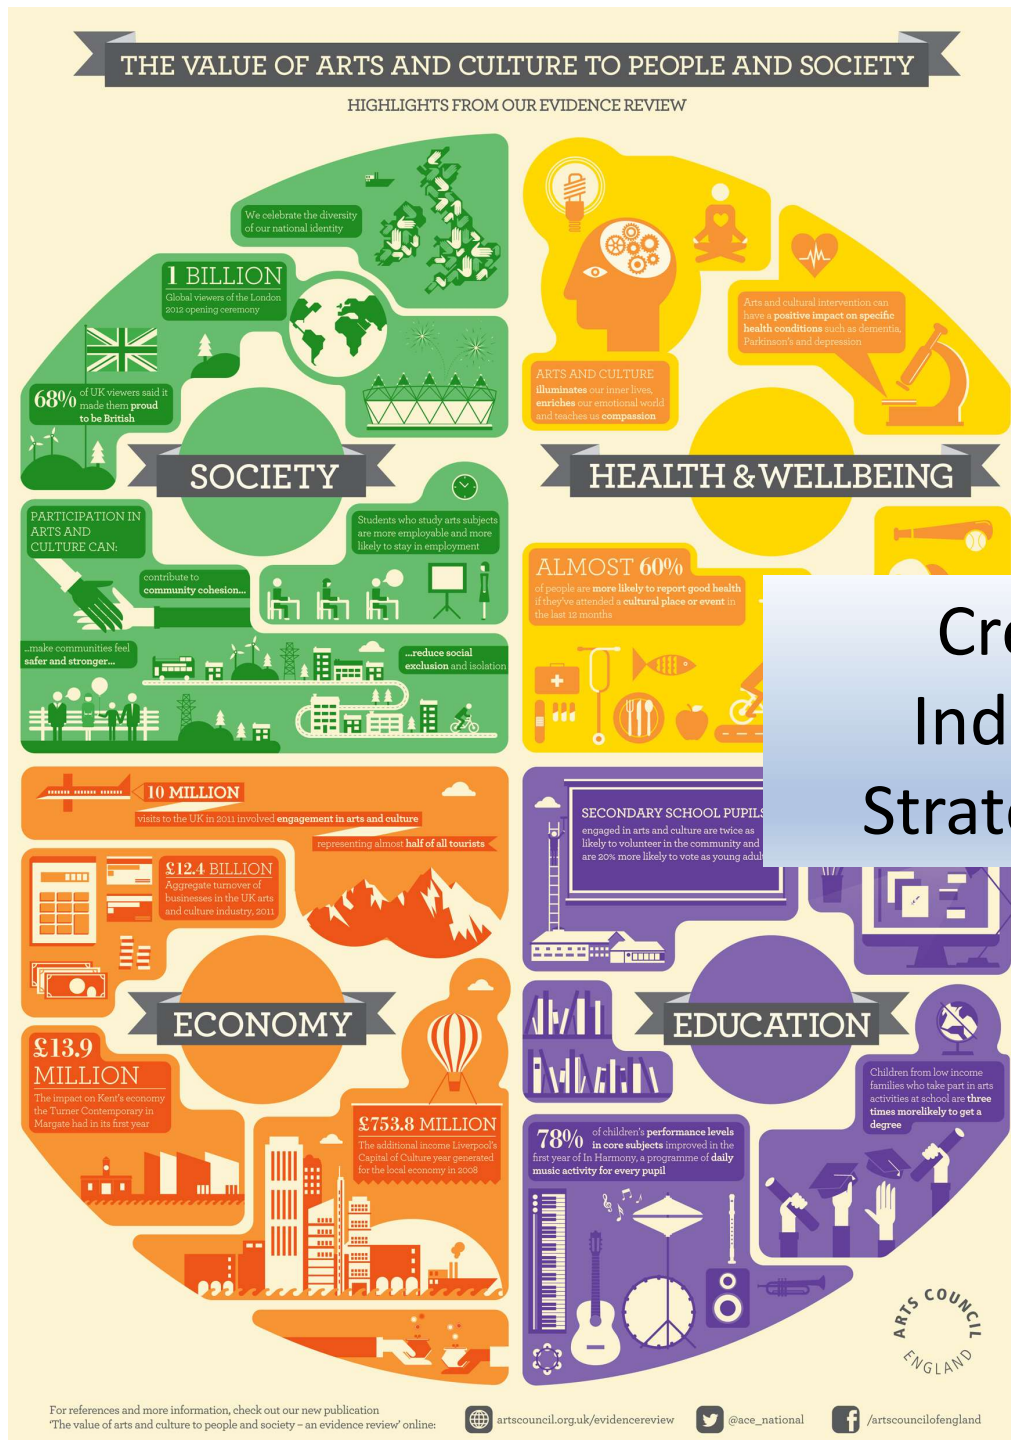 THE VALUE OF ARTS AND CULTURE TO PEOPLE AND SOCIETY
HIGHLIGHTS FROM OUR EVIDENCE REVIEW
We celebrate the diversity
of our national identity
1 BILLION
Global viewers of the London
2012 opening ceremony
68% of UK viewers said it
made them proud
to be British
SOCIETY
PARTICIPATION IN
ARTS AND
CULTURE CAN:
contribute to
community cohesion...
Students who study arts subjects
are more employable and more
likely to stay in employment
...make communities feel
safer and stronger...
...reduce social
exclusion and isolation
ARTS AND CULTURE
illuminates our inner lives,
enriches our emotional world
and teaches us compassion
Arts and cultural intervention can
have a positive impact on specific
health conditions such as dementia,
Parkinson's and depression
HEALTH & WELLBEING
ALMOST 60%
of people are more likely to report good health
if they've attended a cultural place or event in
the last 12 months
Cre
Ind
Strat
10 MILLION
visits to the UK in 2011 involved engagement in arts and culture
representing almost half of all tourists
£12.4 BILLION
Aggregate turnover of
businesses in the UK arts
and culture industry, 2011
ECONOMY
£13.9
MILLION
The impact on Kent's economy
the Turner Contemporary in
Margate had in its first year
£753.8 MILLION
The additional income Liverpool's
Capital of Culture year generated
for the local economy in 2008
SECONDARY SCHOOL PUPILS
engaged in arts and culture are twice as
likely to volunteer in the community and
are 20% more likely to vote as young adul
EDUCATION
Children from low income
families who take part in arts
activities at school are three
times morelikely to get a
degree
78% of children's performance levels
in core subjects improved in the
first year of In Harmony, a programme of daily
music activity for every pupil
ARTS COUNCIL
ENGLAND
For references and more information, check out our new publication
'The value of arts and culture to people and society – an evidence review' online:
artscouncil.org.uk/evidencereview
@ace_national
/artscouncilofengland